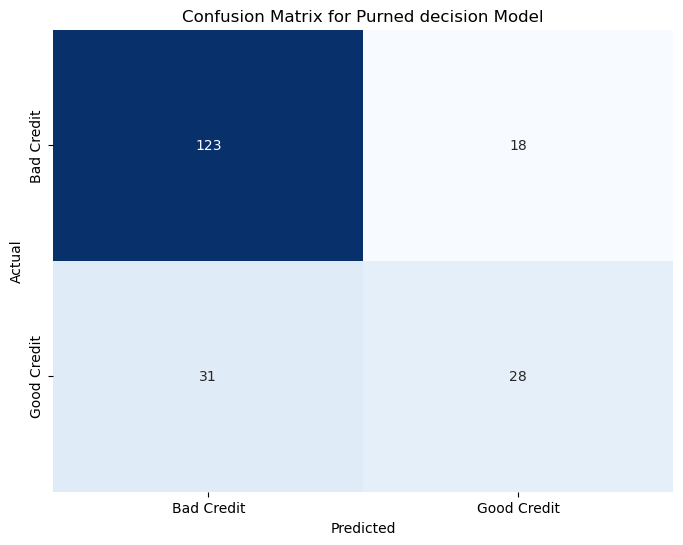 Confusion Matrix for Purned decision Model
Actual
Bad Credit
123
18
Good Credit
31
28
Bad Credit
Good Credit
Predicted